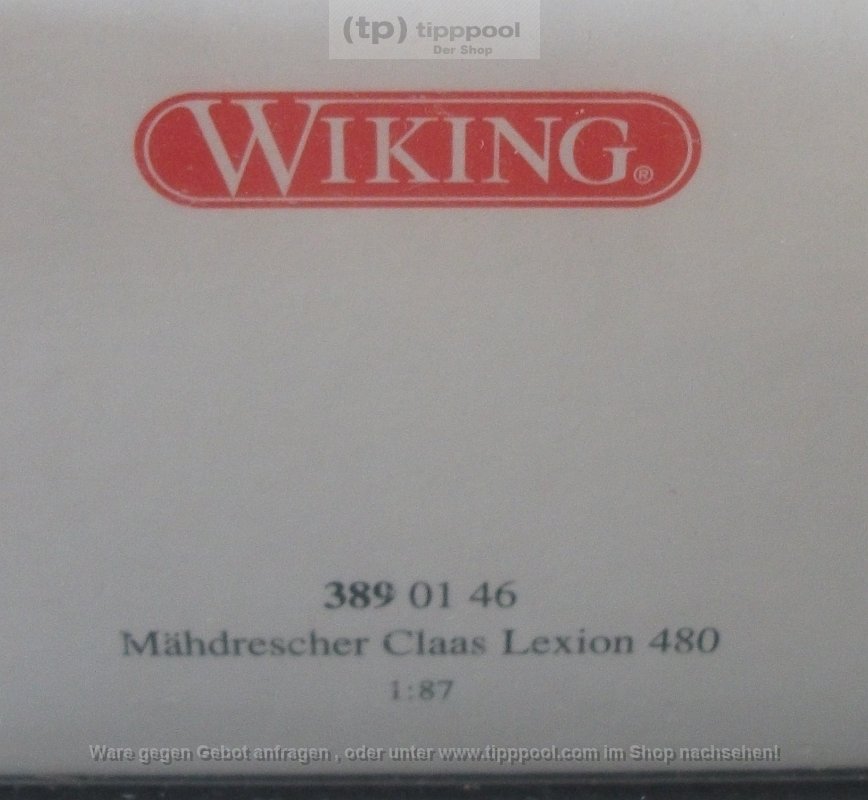 (tp) tipppool
Der Shop
WIKING®
389 01 46
Mähdrescher Claas Lexion 480
1:87
Ware gegen Gebot anfragen , oder unter www.tipppool.com im Shop nachsehen!